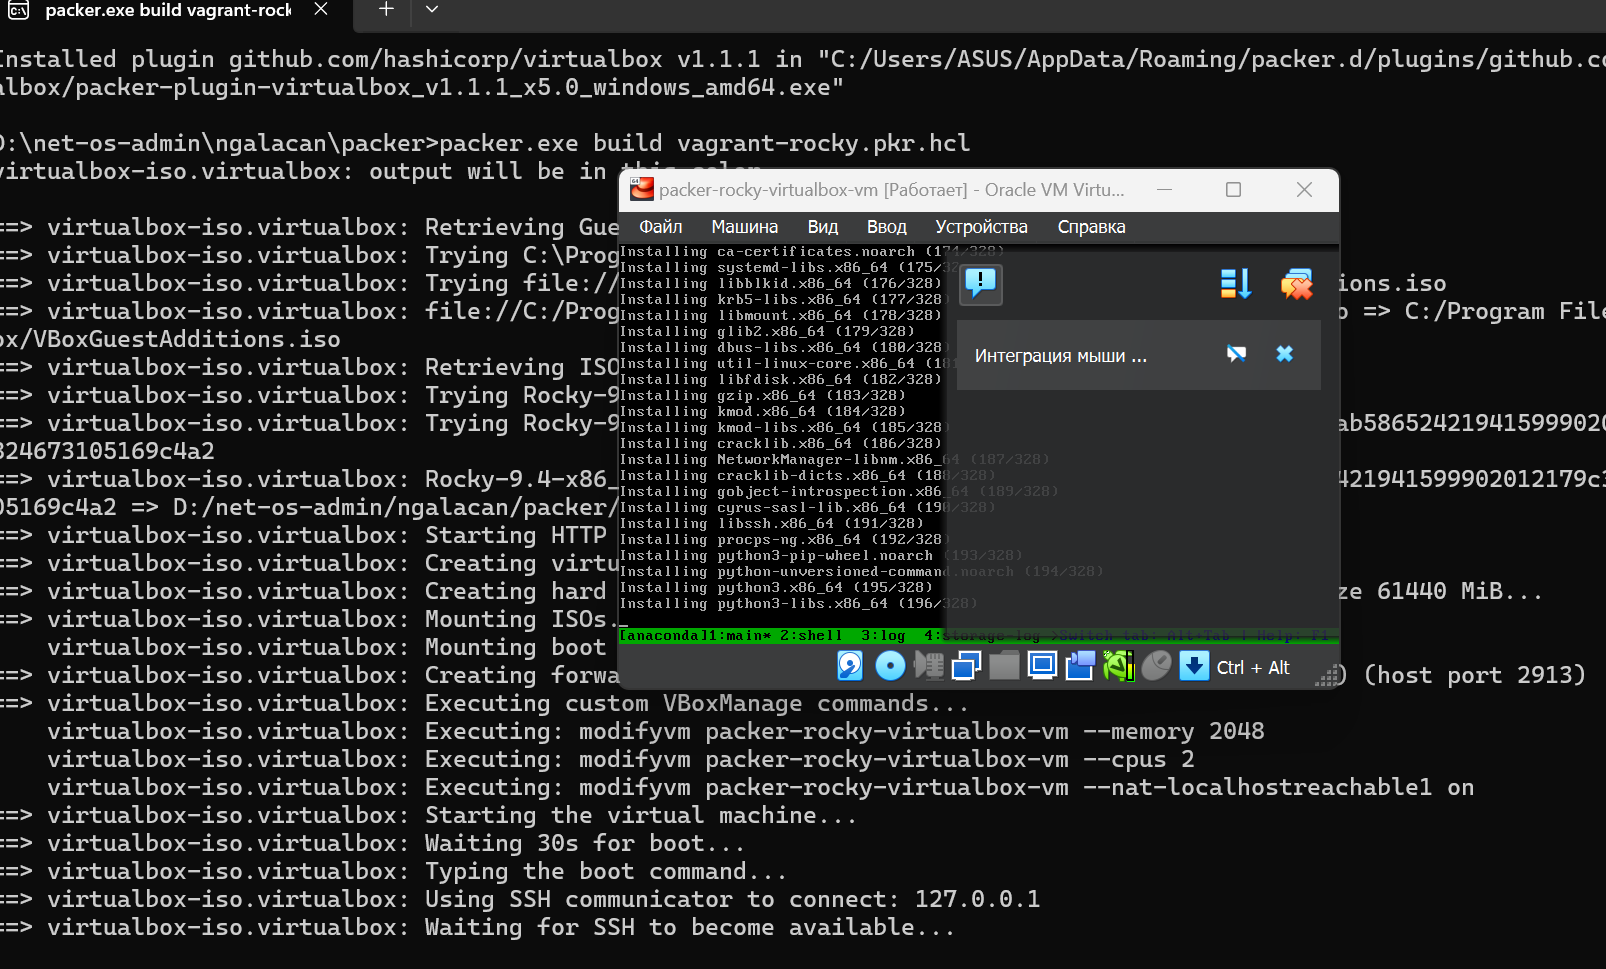 packer.exe build vagrant-rock
Installed plugin github.com/hashicorp/virtualbox v1.1.1 in "C:/Users/ASUS/AppData/Roaming/packer.d/plugins/github.co
albox/packer-plugin-virtualbox_v1.1.1_x5.0_windows_amd64.exe"
D:\net-os-admin\ngalacan\packer>packer.exe build vagrant-rocky.pkr.hcl
virtualbox-iso.virtualbox: output will be in this color.
==> virtualbox-iso.virtualbox: Retrieving Gue
==> virtualbox-iso.virtualbox: Trying C:\Prog
==> virtualbox-iso.virtualbox: Trying file:// ions.iso
==> virtualbox-iso.virtualbox: file://C:/Prog o => C:/Program File
ox/VBoxGuestAdditions.iso
==> virtualbox-iso.virtualbox: Retrieving ISO
==> virtualbox-iso.virtualbox: Trying Rocky-9
==> virtualbox-iso.virtualbox: Trying Rocky-9 ab586524219415999020
324673105169c4a2
==> virtualbox-iso.virtualbox: Rocky-9.4-x86_ 421941599902012179c3
05169c4a2 => D:/net-os-admin/ngalacan/packer/
==> virtualbox-iso.virtualbox: Starting HTTP
==> virtualbox-iso.virtualbox: Creating virtu
==> virtualbox-iso.virtualbox: Creating hard ze 61440 MiB...
==> virtualbox-iso.virtualbox: Mounting ISOs.
virtualbox-iso.virtualbox: Mounting boot
==> virtualbox-iso.virtualbox: Creating forwa ) (host port 2913)
==> virtualbox-iso.virtualbox: Executing custom VBoxManage commands...
virtualbox-iso.virtualbox: Executing: modifyvm packer-rocky-virtualbox-vm --memory 2048
virtualbox-iso.virtualbox: Executing: modifyvm packer-rocky-virtualbox-vm --cpus 2
virtualbox-iso.virtualbox: Executing: modifyvm packer-rocky-virtualbox-vm --nat-localhostreachable1 on
==> virtualbox-iso.virtualbox: Starting the virtual machine...
==> virtualbox-iso.virtualbox: Waiting 30s for boot...
==> virtualbox-iso.virtualbox: Typing the boot command...
==> virtualbox-iso.virtualbox: Using SSH communicator to connect: 127.0.0.1
==> virtualbox-iso.virtualbox: Waiting for SSH to become available...
packer-rocky-virtualbox-vm [Работает] - Oracle VM Virtu...
Файл Машина Вид Ввод Устройства Справка
Installing ca-certificates.noarch (174/328)
Installing systemd-libs.x86_64 (175/32
Installing libblkid.x86_64 (176/328)
Installing krb5-libs.x86_64 (177/328)
Installing libmount.x86_64 (178/328)
Installing glib2.x86_64 (179/328)
Installing dbus-libs.x86_64 (180/328)
Installing util-linux-core.x86_64 (181
Installing libfdisk.x86_64 (182/328)
Installing gzip.x86_64 (183/328)
Installing kmod.x86_64 (184/328)
Installing kmod-libs.x86_64 (185/328)
Installing cracklib.x86_64 (186/328)
Installing NetworkManager-libnm.x86_64 (187/328)
Installing cracklib-dicts.x86_64 (188/328)
Installing gobject-introspection.x86_64 (189/328)
Installing cyrus-sasl-lib.x86_64 (190/328)
Installing libssh.x86_64 (191/328)
Installing procps-ng.x86_64 (192/328)
Installing python3-pip-wheel.noarch (193/328)
Installing python-unversioned-command.noarch (194/328)
Installing python3.x86_64 (195/328)
Installing python3-libs.x86_64 (196/328)
[anaconda]1:main* 2:shell 3:log 4:storage-log >Switch tab: Alt+Tab | Help: F1
Интеграция мыши ...
Ctrl + Alt